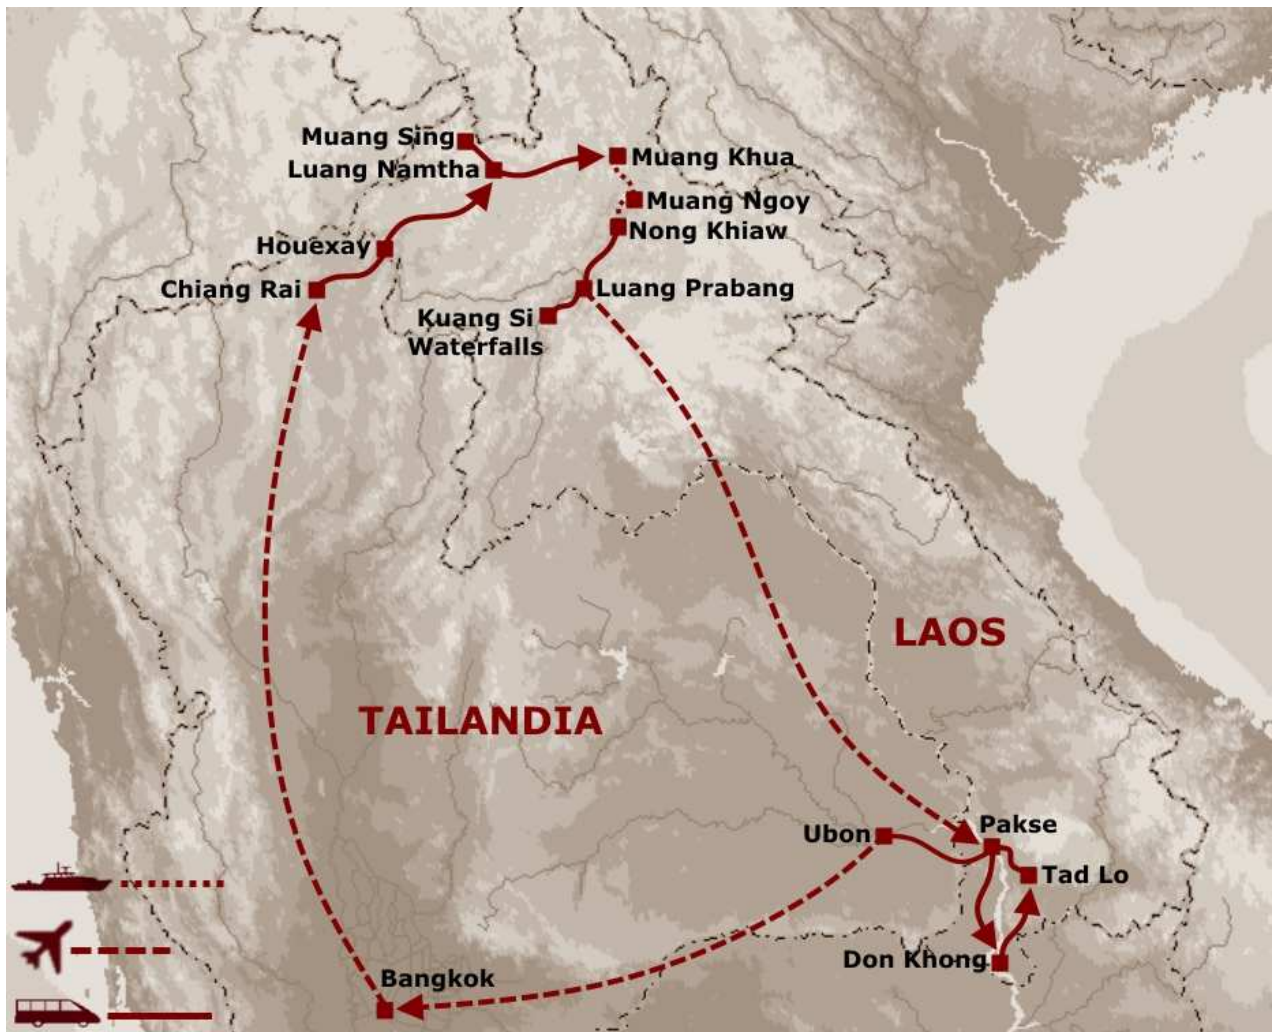 Muang Sing
Luang Namtha
Muang Khua
Muang Ngoy
Nong Khiaw
Houexay
Chiang Rai
Luang Prabang
Kuang Si
Waterfalls
LAOS
TAILANDIA
Ubon
Pakse
Tad Lo
Don Khong
Bangkok